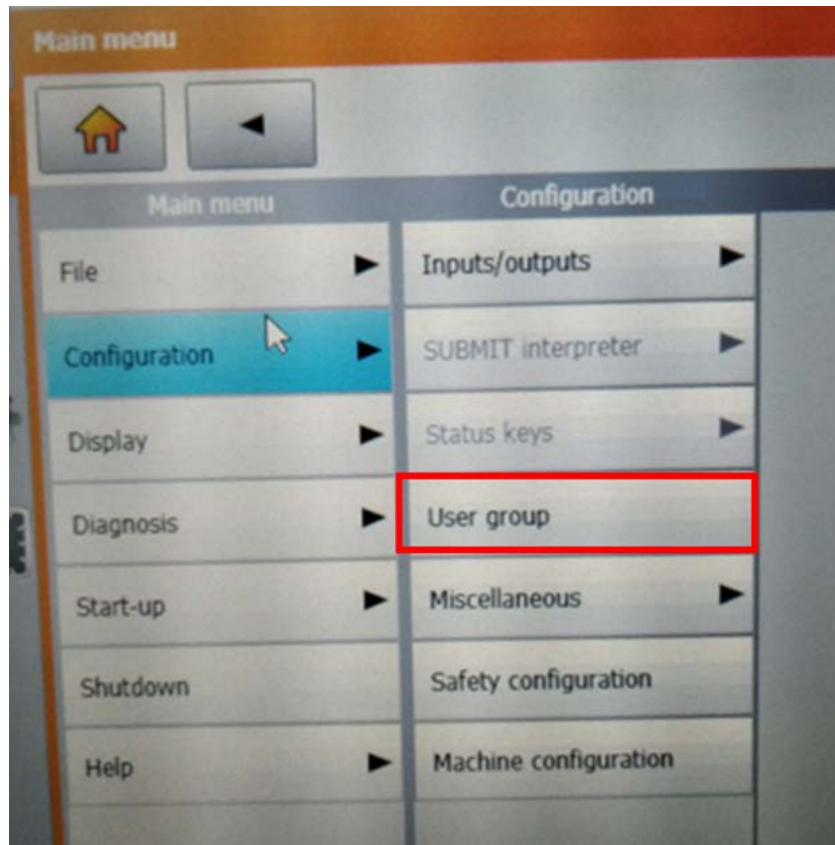 Main menu
Main menu
Configuration
File
Inputs/outputs
Configuration
SUBMIT interpreter
Display
Status keys
Diagnosis
User group
Start-up
Miscellaneous
Shutdown
Safety configuration
Help
Machine configuration